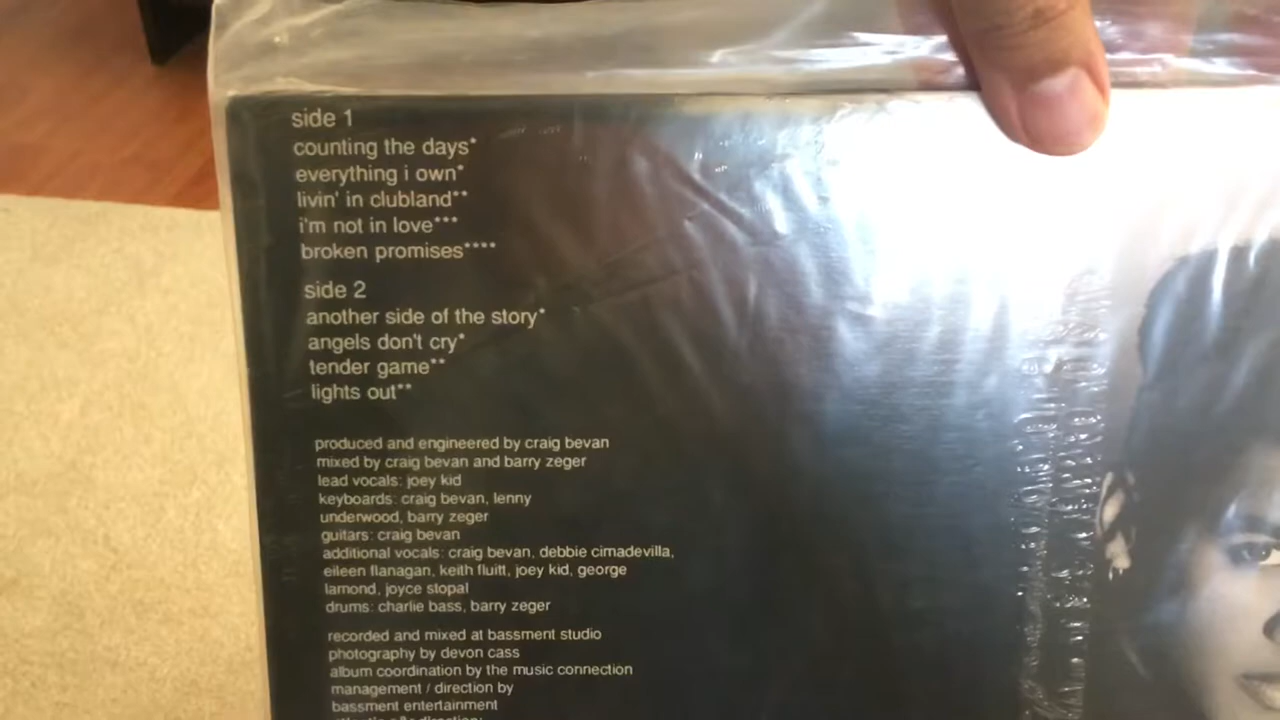 side 1
counting the days*
everything i own*
livin' in clubland**
i'm not in love***
broken promises****
side 2
another side of the story*
angels don't cry*
tender game**
lights out**
produced and engineered by craig bevan
mixed by craig bevan and barry zeger
lead vocals: joey kid
keyboards: craig bevan, lenny
underwood, barry zeger
guitars: craig bevan
additional vocals: craig bevan, debbie cimadevilla,
eileen flanagan, keith fluitt, joey kid, george
lamond, joyce stopal
drums: charlie bass, barry zeger
recorded and mixed at bassment studio
photography by devon cass
album coordination by the music connection
management / direction by
bassment entertainment